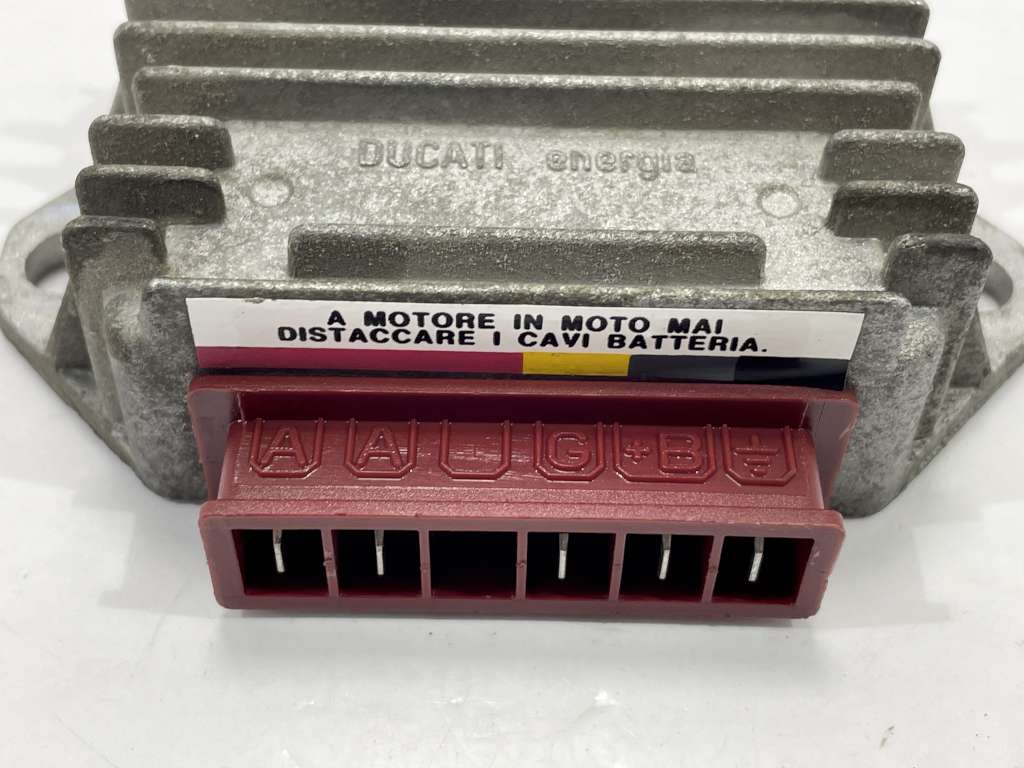 DUCATI energia
A MOTORE IN MOTO MAI
DISTACCARE I CAVI BATTERIA.
A A G +B